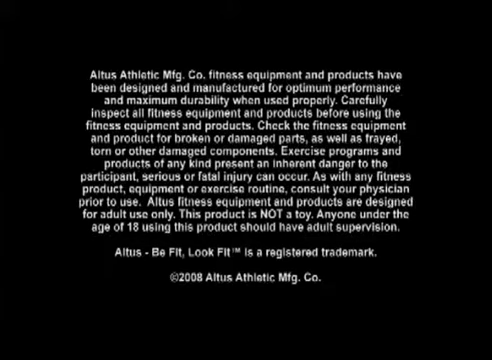 Altus Athletic Mfg. Co. fitness equipment and products have
been designed and manufactured for optimum performance
and maximum durability when used properly. Carefully
inspect all fitness equipment and products before using the
fitness equipment and products. Check the fitness equipment
and product for broken or damaged parts, as well as frayed,
torn or other damaged components. Exercise programs and
products of any kind present an inherent danger to the
participant, serious or fatal injury can occur. As with any fitness
product, equipment or exercise routine, consult your physician
prior to use. Altus fitness equipment and products are designed
for adult use only. This product is NOT a toy. Anyone under the
age of 18 using this product should have adult supervision.
Altus - Be Fit, Look Fit™ is a registered trademark.
©2008 Altus Athletic Mfg. Co.